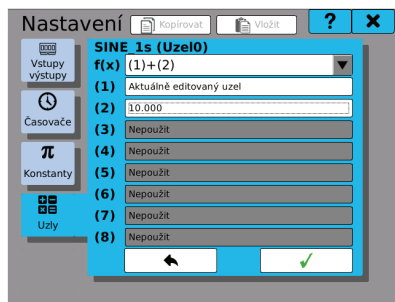 Nastavení Kopírovat Vložit ? X
SINE_1s (Uzel0)
Vstupy
výstupy
f(x) (1)+(2)
(1) Aktuálně editovaný uzel
(2) 10.000
Časovače
(3) Nepoužit
(4) Nepoužit
π
Konstanty
(5) Nepoužit
(6) Nepoužit
Uzly
(7) Nepoužit
(8) Nepoužit